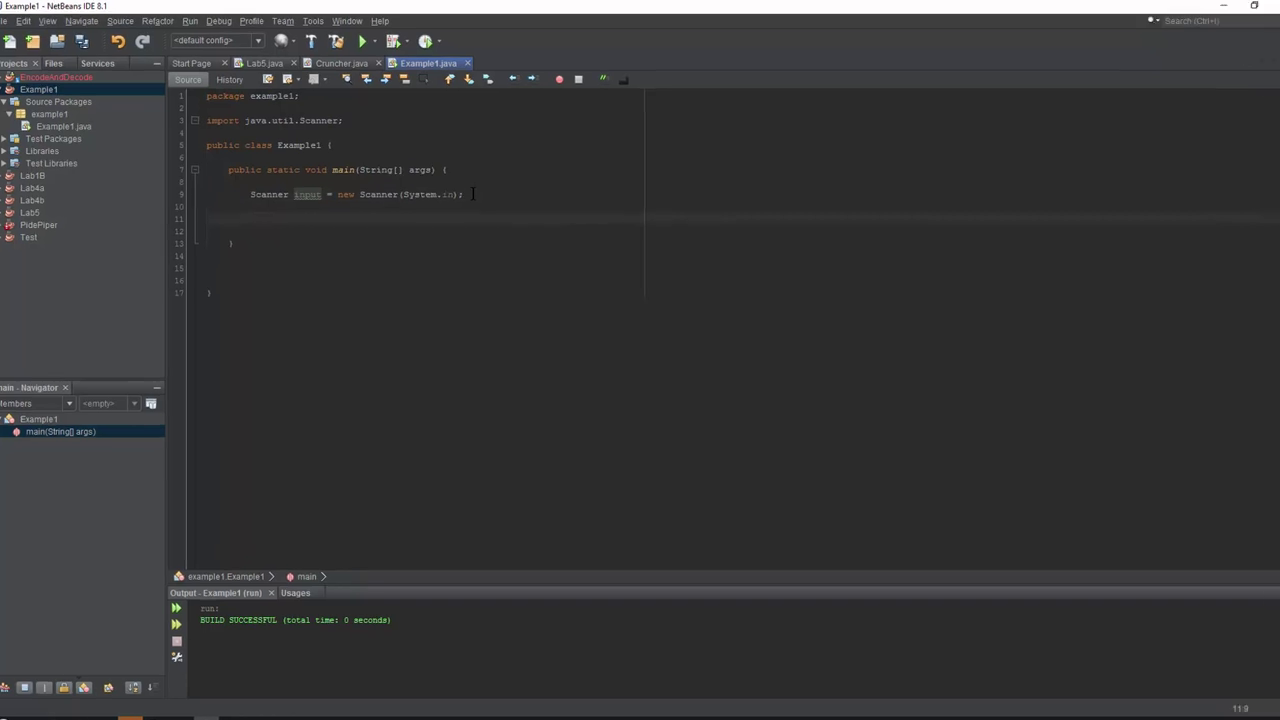 Example1 - NetBeans IDE 8.1
Edit View Navigate Source Refactor Run Debug Profile Team Tools Window Help
Search (Ctrl+I)
<default config>
Projects Files Services
Start Page Lab5.java Cruncher.java Example1.java
Source History
EncodeAndDecode
Example1
Source Packages
example1
Example1.java
Test Packages
Libraries
Test Libraries
Lab1B
Lab4a
Lab4b
Lab5
PidePiper
Test
1 package example1;
2
3 import java.util.Scanner;
4
5 public class Example1 {
6
7 public static void main(String[] args) {
8
9 Scanner input = new Scanner(System.in);
10
11
12
13 }
14
15
16
17 }
main - Navigator
Members <empty>
Example1
main(String[] args)
example1.Example1 main
Output - Example1 (run) Usages
run:
BUILD SUCCESSFUL (total time: 0 seconds)
11:9